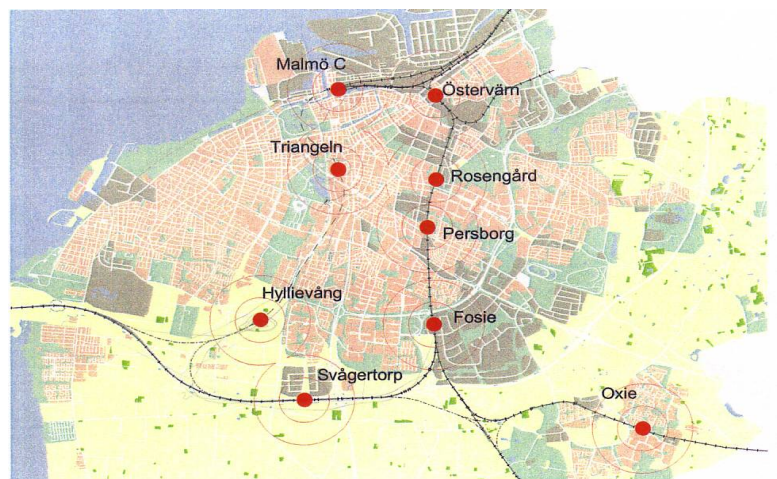 Malmö C
Östervärn
Triangeln
Rosengård
Persborg
Hyllievång
Fosie
Svågertorp
Oxie